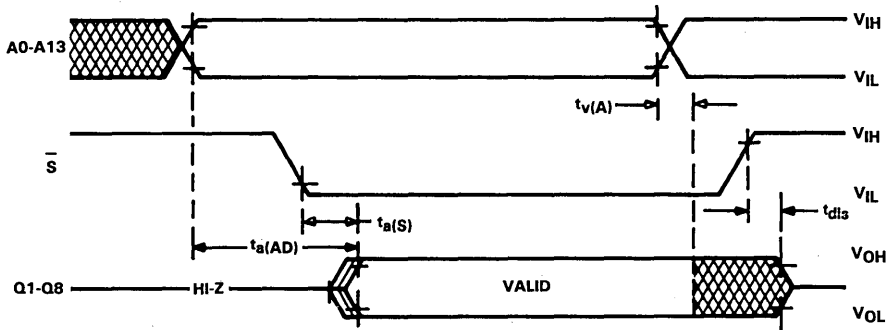 A0-A13
VIH
VIL
tv(A)
S
VIH
VIL
ta(S)
tdis
ta(AD)
Q1-Q8
HI-Z
VALID
VOH
VOL